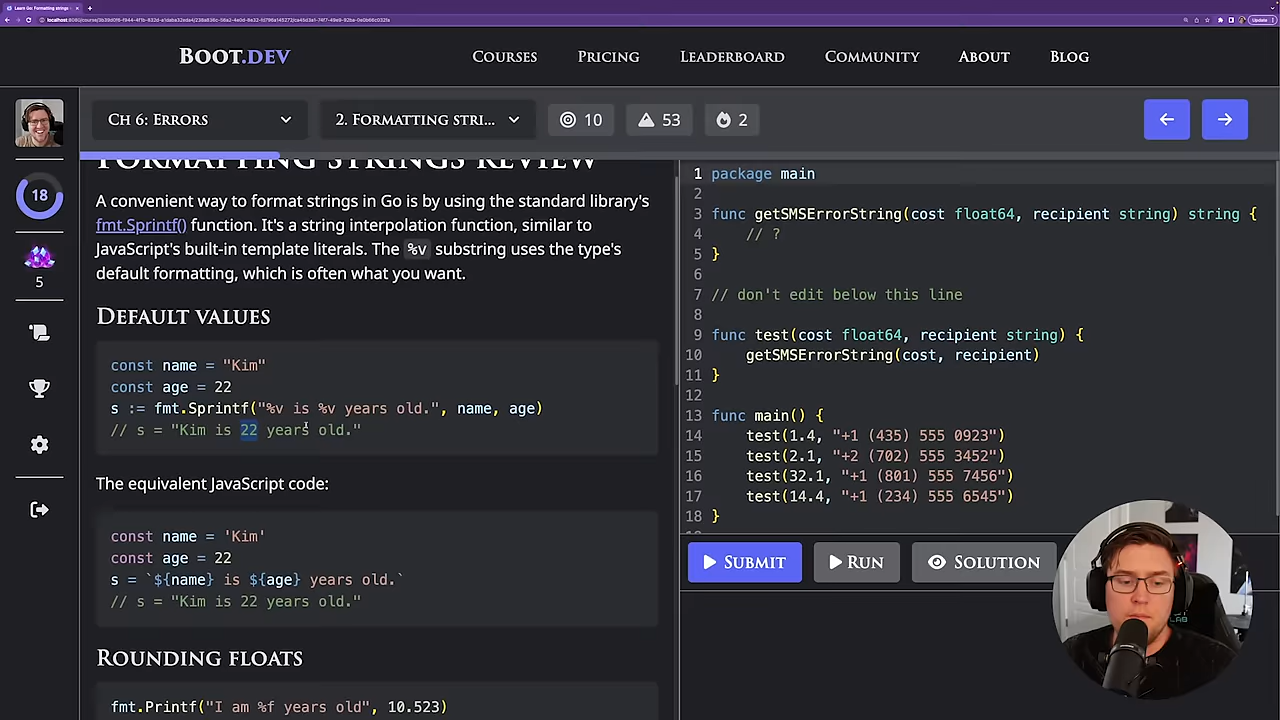 Learn Go: Formatting strings -
Update
BOOT.DEV
COURSES
PRICING
LEADERBOARD
COMMUNITY
ABOUT
BLOG
CH 6: ERRORS
2. FORMATTING STRI...
10
53
2
18
5
FORMATTING STRINGS REVIEW
A convenient way to format strings in Go is by using the standard library's
fmt.Sprintf() function. It's a string interpolation function, similar to
JavaScript's built-in template literals. The %v substring uses the type's
default formatting, which is often what you want.
DEFAULT VALUES
const name = "Kim"
const age = 22
s := fmt.Sprintf("%v is %v years old.", name, age)
// s = "Kim is 22 years old."
The equivalent JavaScript code:
const name = 'Kim'
const age = 22
s = `${name} is ${age} years old.`
// s = "Kim is 22 years old."
ROUNDING FLOATS
fmt.Printf("I am %f years old", 10.523)
1 package main
2
3 func getSMSErrorString(cost float64, recipient string) string {
4 // ?
5 }
6
7 // don't edit below this line
8
9 func test(cost float64, recipient string) {
10 getSMSErrorString(cost, recipient)
11 }
12
13 func main() {
14 test(1.4, "+1 (435) 555 0923")
15 test(2.1, "+2 (702) 555 3452")
16 test(32.1, "+1 (801) 555 7456")
17 test(14.4, "+1 (234) 555 6545")
18 }
SUBMIT
RUN
SOLUTION